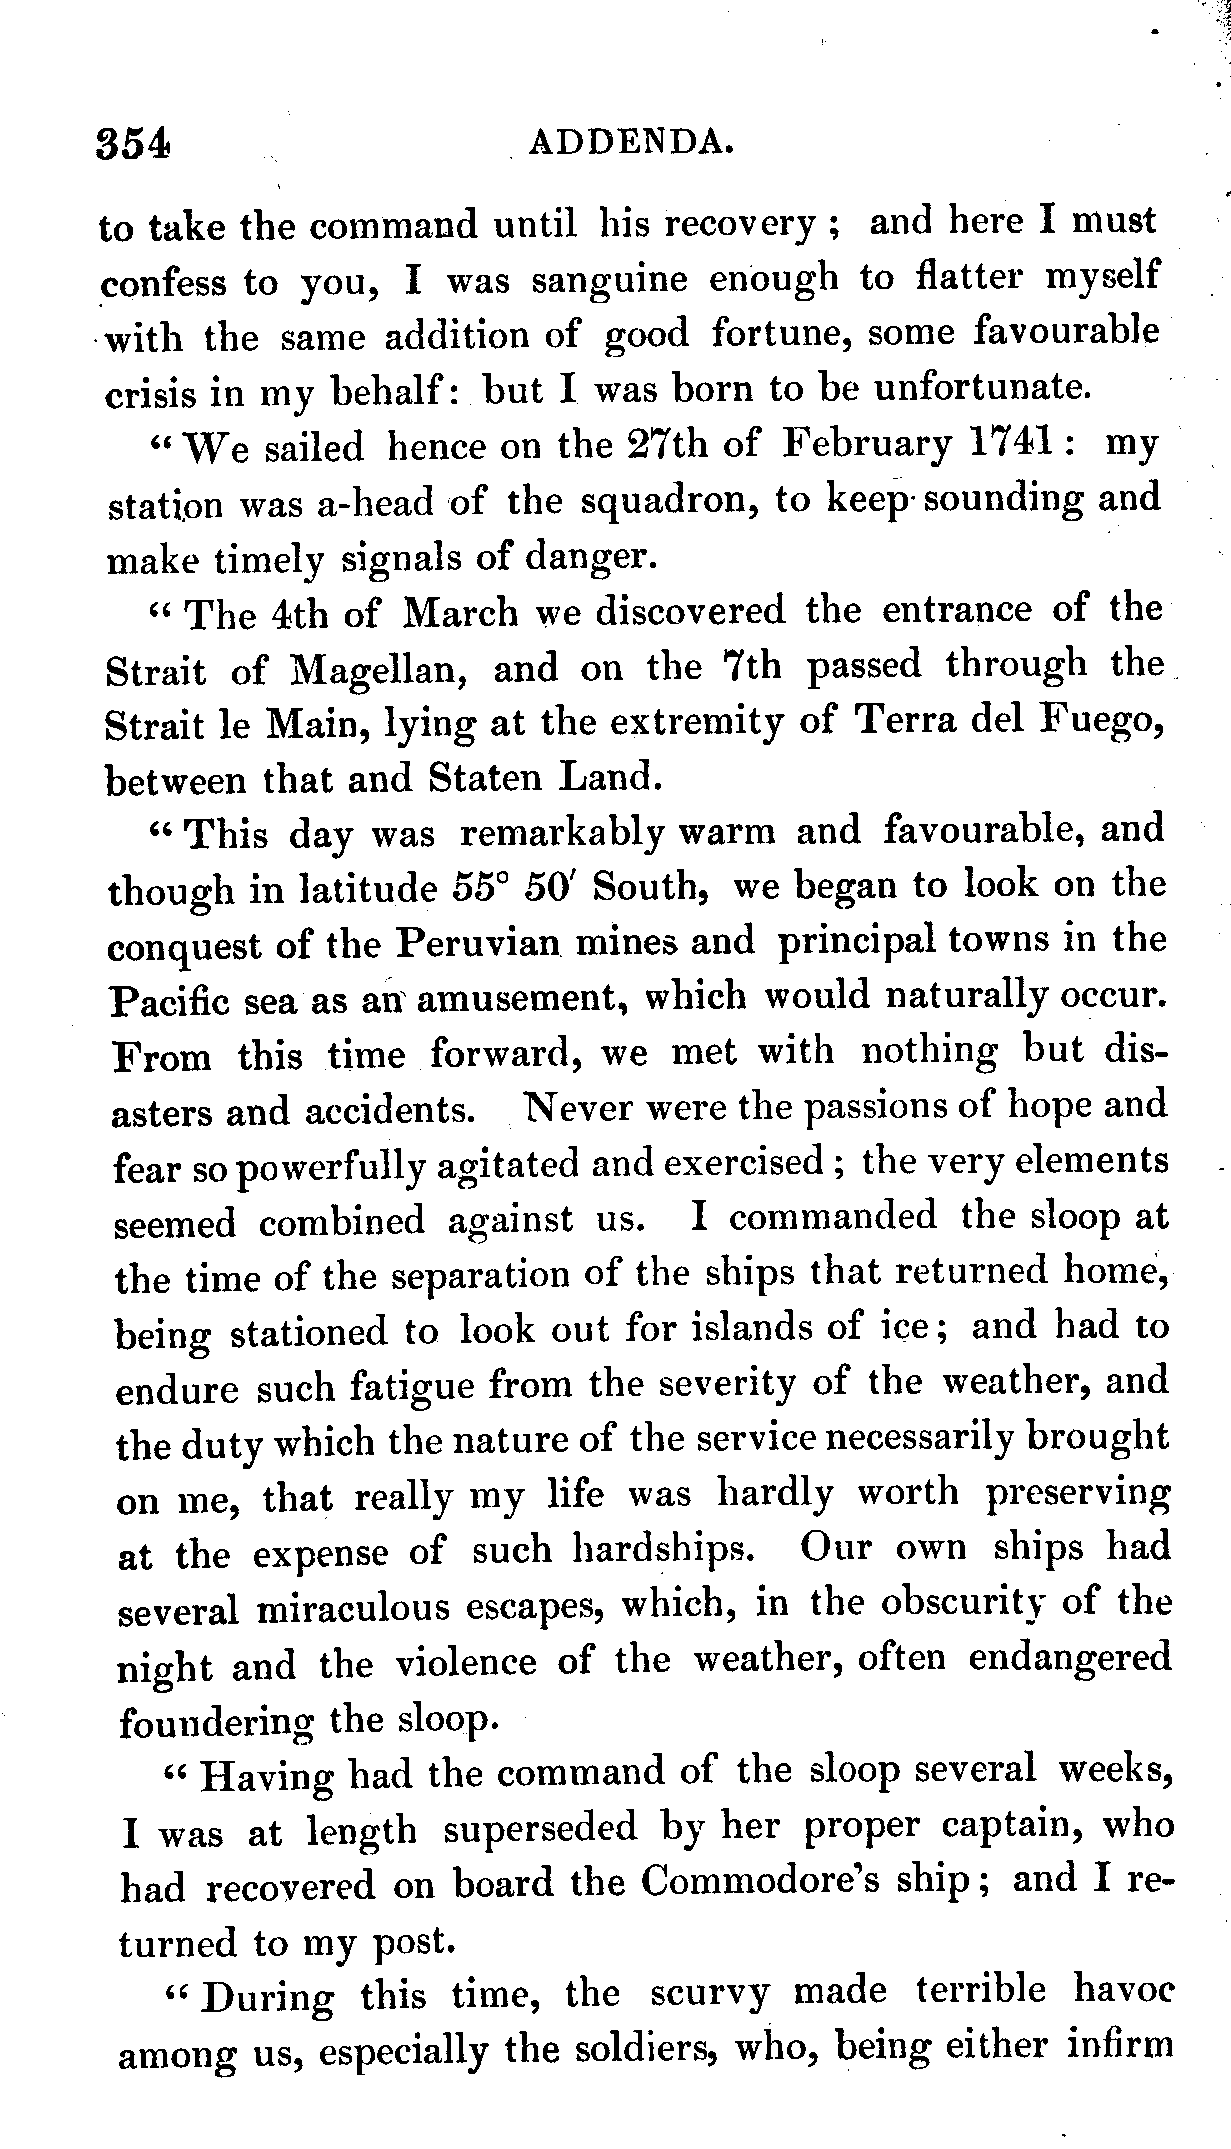 354 ADDENDA.
to take the command until his recovery ; and here I must
confess to you, I was sanguine enough to flatter myself
with the same addition of good fortune, some favourable
crisis in my behalf: but I was born to be unfortunate.
“ We sailed hence on the 27th of February 1741 : my
station was a-head of the squadron, to keep sounding and
make timely signals of danger.
“ The 4th of March we discovered the entrance of the
Strait of Magellan, and on the 7th passed through the
Strait le Main, lying at the extremity of Terra del Fuego,
between that and Staten Land.
“ This day was remarkably warm and favourable, and
though in latitude 55° 50′ South, we began to look on the
conquest of the Peruvian mines and principal towns in the
Pacific sea as an amusement, which would naturally occur.
From this time forward, we met with nothing but dis-
asters and accidents. Never were the passions of hope and
fear so powerfully agitated and exercised ; the very elements
seemed combined against us. I commanded the sloop at
the time of the separation of the ships that returned home,
being stationed to look out for islands of ice; and had to
endure such fatigue from the severity of the weather, and
the duty which the nature of the service necessarily brought
on me, that really my life was hardly worth preserving
at the expense of such hardships. Our own ships had
several miraculous escapes, which, in the obscurity of the
night and the violence of the weather, often endangered
foundering the sloop.
“ Having had the command of the sloop several weeks,
I was at length superseded by her proper captain, who
had recovered on board the Commodore's ship; and I re-
turned to my post.
“ During this time, the scurvy made terrible havoc
among us, especially the soldiers, who, being either infirm